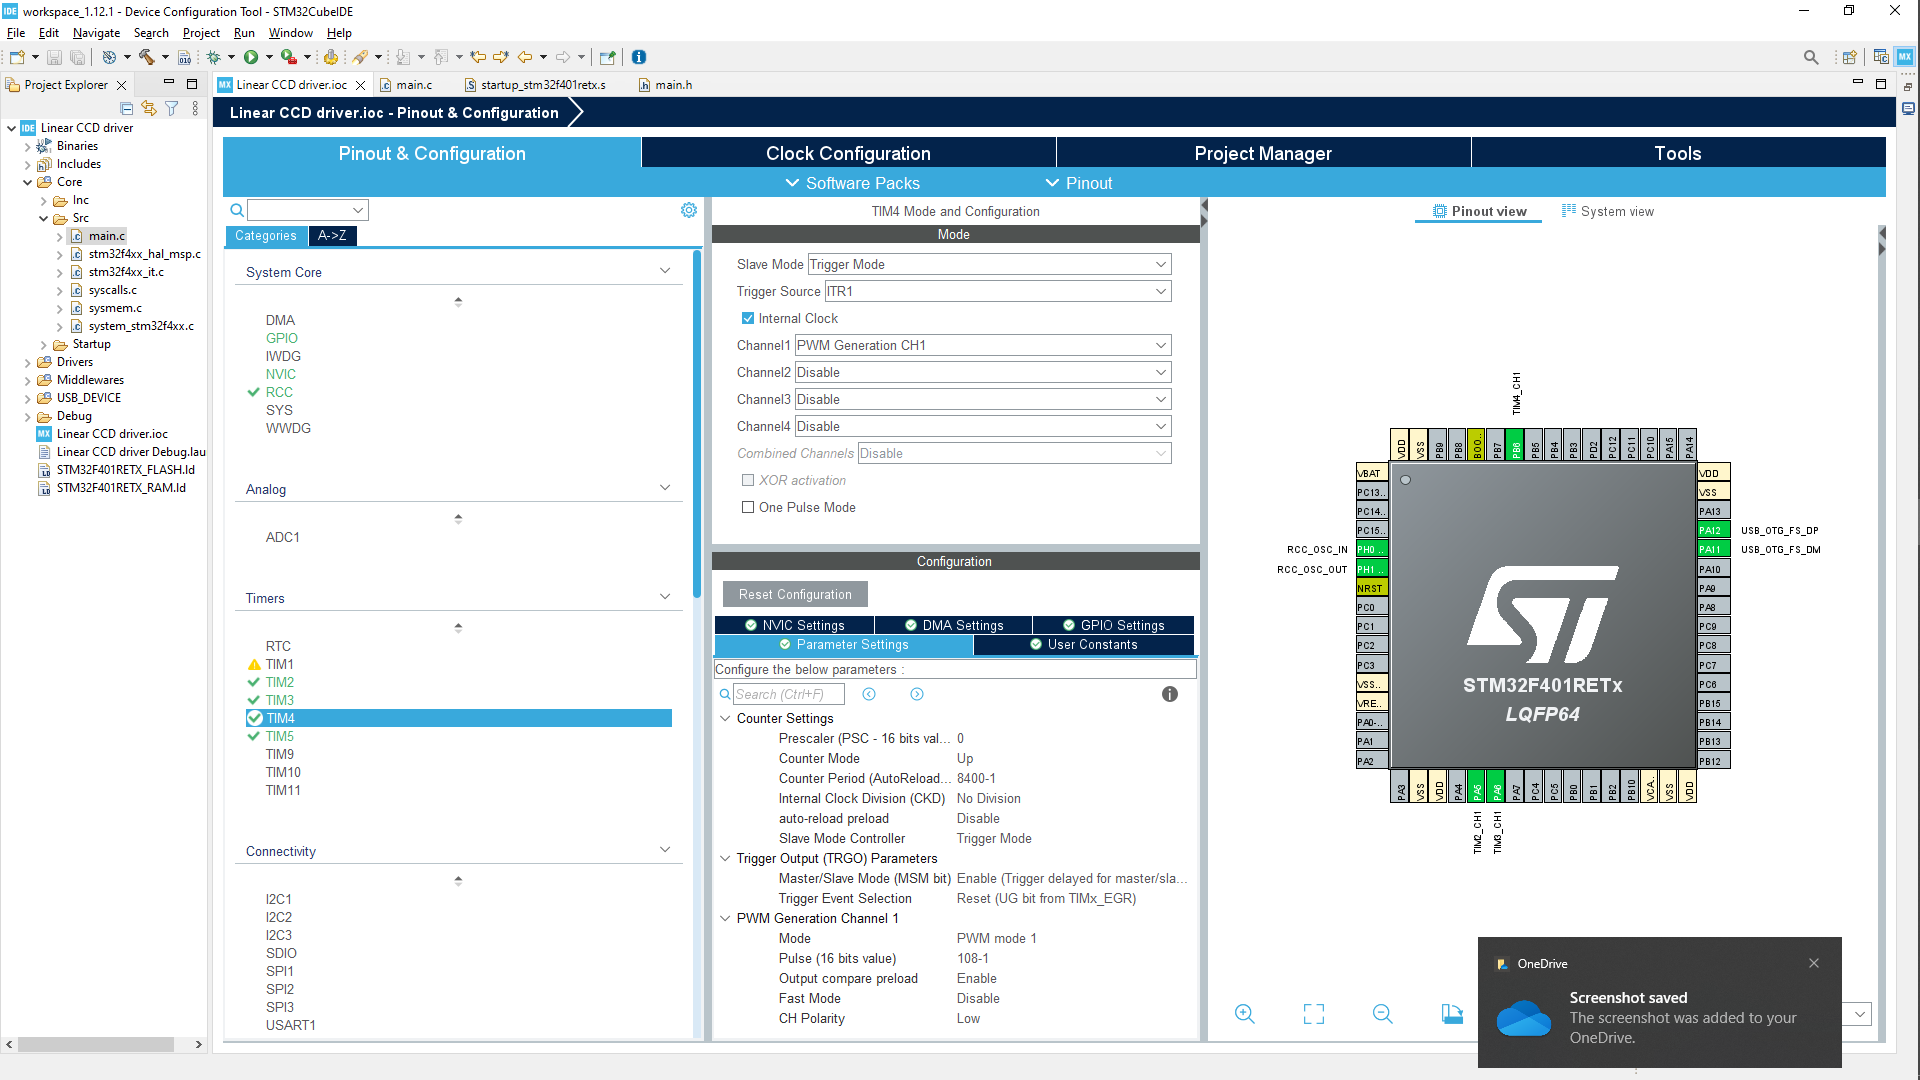 workspace_1.12.1 - Device Configuration Tool - STM32CubeIDE
File Edit Navigate Search Project Run Window Help
Project Explorer
Linear CCD driver.ioc
main.c
startup_stm32f401retx.s
main.h
Linear CCD driver
Binaries
Includes
Core
Inc
Src
main.c
stm32f4xx_hal_msp.c
stm32f4xx_it.c
syscalls.c
sysmem.c
system_stm32f4xx.c
Startup
Drivers
Middlewares
USB_DEVICE
Debug
Linear CCD driver.ioc
Linear CCD driver Debug.lau
STM32F401RETX_FLASH.ld
STM32F401RETX_RAM.ld
Linear CCD driver.ioc - Pinout & Configuration
Pinout & Configuration
Clock Configuration
Project Manager
Tools
Software Packs
Pinout
Categories
A->Z
System Core
DMA
GPIO
IWDG
NVIC
RCC
SYS
WWDG
Analog
ADC1
Timers
RTC
TIM1
TIM2
TIM3
TIM4
TIM5
TIM9
TIM10
TIM11
Connectivity
I2C1
I2C2
I2C3
SDIO
SPI1
SPI2
SPI3
USART1
TIM4 Mode and Configuration
Mode
Slave Mode Trigger Mode
Trigger Source ITR1
Internal Clock
Channel1 PWM Generation CH1
Channel2 Disable
Channel3 Disable
Channel4 Disable
Combined Channels Disable
XOR activation
One Pulse Mode
Configuration
Reset Configuration
NVIC Settings
DMA Settings
GPIO Settings
Parameter Settings
User Constants
Configure the below parameters :
Search (Ctrl+F)
Counter Settings
Prescaler (PSC - 16 bits val... 0
Counter Mode Up
Counter Period (AutoReload... 8400-1
Internal Clock Division (CKD) No Division
auto-reload preload Disable
Slave Mode Controller Trigger Mode
Trigger Output (TRGO) Parameters
Master/Slave Mode (MSM bit) Enable (Trigger delayed for master/sla...
Trigger Event Selection Reset (UG bit from TIMx_EGR)
PWM Generation Channel 1
Mode PWM mode 1
Pulse (16 bits value) 108-1
Output compare preload Enable
Fast Mode Disable
CH Polarity Low
Pinout view
System view
TIM4_CH1
VDD VSS PB9 PB8 BOO.. PB7 PB6 PB5 PB4 PB3 PD2 PC12 PC11 PC10 PA15 PA14
VBAT
PC13..
PC14..
PC15..
RCC_OSC_IN PH0 ..
RCC_OSC_OUT PH1 ..
NRST
PC0
PC1
PC2
PC3
VSS..
VRE..
PA0-..
PA1
PA2
STM32F401RETx
LQFP64
VDD
VSS
PA13
PA12 USB_OTG_FS_DP
PA11 USB_OTG_FS_DM
PA10
PA9
PA8
PC9
PC8
PC7
PC6
PB15
PB14
PB13
PB12
PA3 VSS VDD PA4 PA5 PA6 PA7 PC4 PC5 PB0 PB1 PB2 PB10 VCA.. VSS VDD
TIM2_CH1
TIM3_CH1
OneDrive
Screenshot saved
The screenshot was added to your
OneDrive.